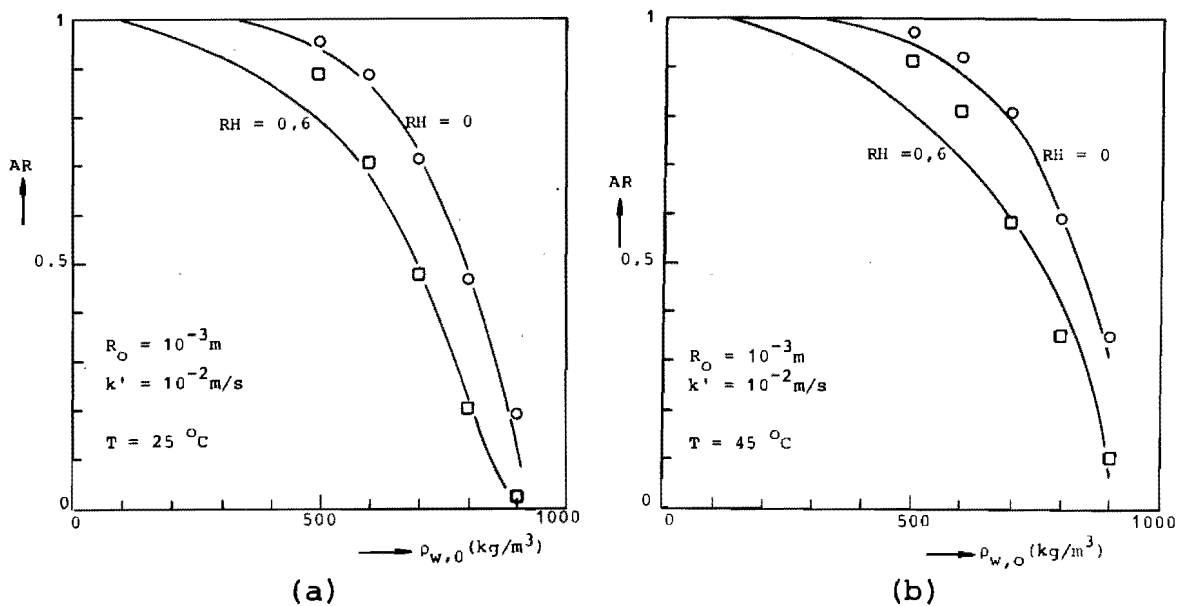 1
AR
0,5
0
RH = 0,6
RH = 0
R_o = 10^-3 m
k' = 10^-2 m/s
T = 25 °C
0
500
1000
ρ_w,0 (kg/m^3)
(a)
1
AR
0,5
0
RH =0,6
RH = 0
R_o = 10^-3 m
k' = 10^-2 m/s
T = 45 °C
0
500
1000
ρ_w,o (kg/m^3)
(b)